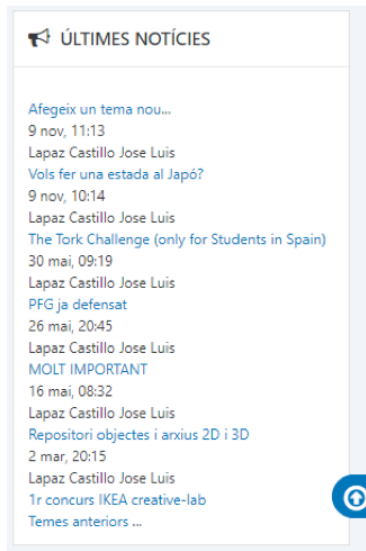 ÚLTIMES NOTÍCIES
Afegeix un tema nou...
9 nov, 11:13
Lapaz Castillo Jose Luis
Vols fer una estada al Japó?
9 nov, 10:14
Lapaz Castillo Jose Luis
The Tork Challenge (only for Students in Spain)
30 mai, 09:19
Lapaz Castillo Jose Luis
PFG ja defensat
26 mai, 20:45
Lapaz Castillo Jose Luis
MOLT IMPORTANT
16 mai, 08:32
Lapaz Castillo Jose Luis
Repositori objectes i arxius 2D i 3D
2 mar, 20:15
Lapaz Castillo Jose Luis
1r concurs IKEA creative-lab
Temes anteriors ...